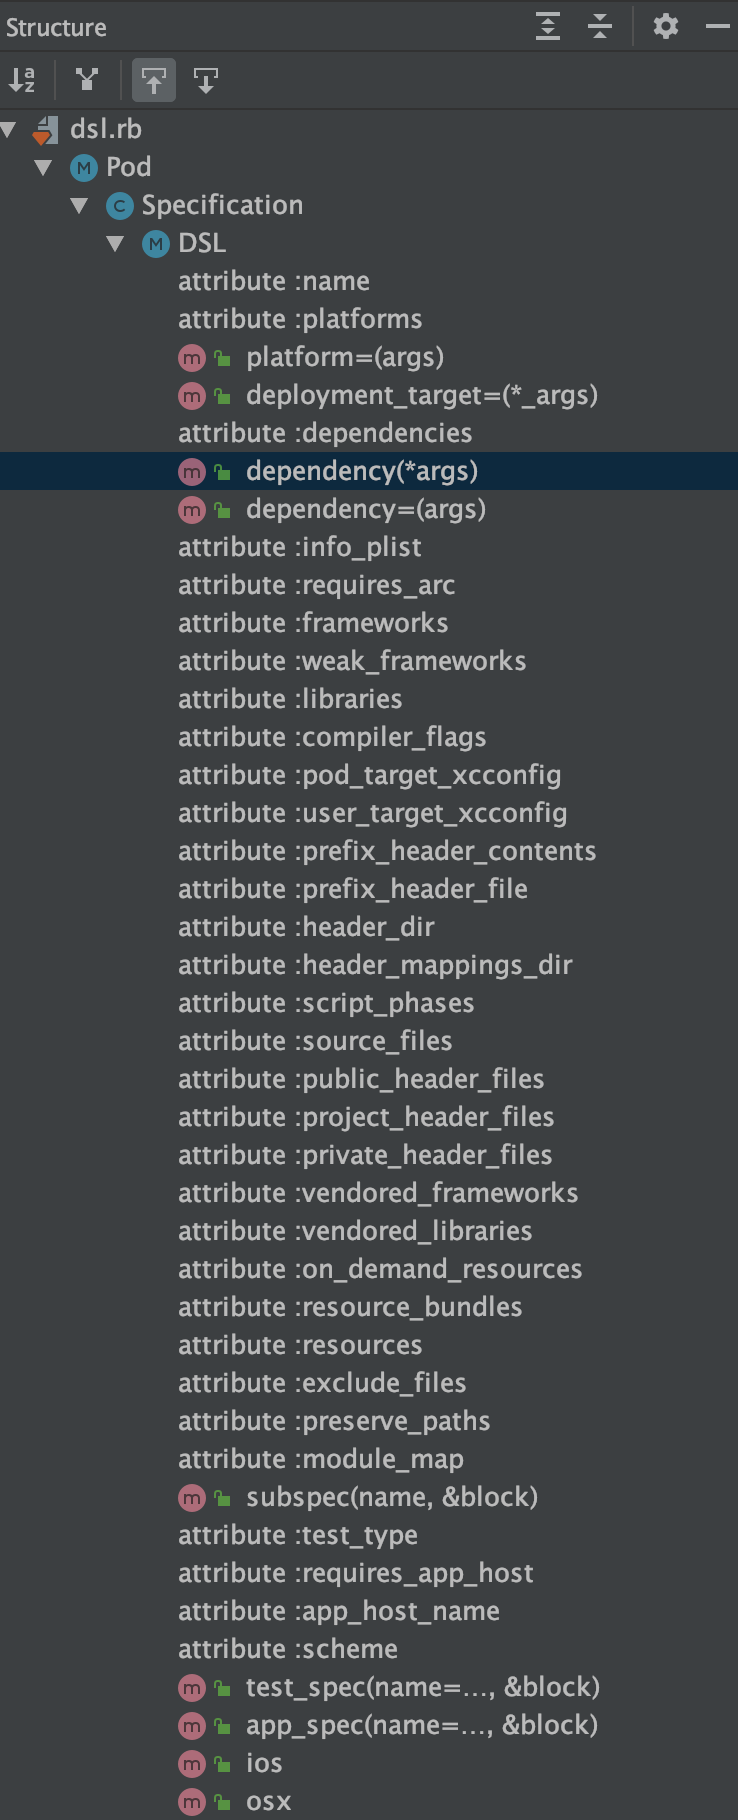 Structure
dsl.rb
M Pod
C Specification
M DSL
attribute :name
attribute :platforms
m platform=(args)
m deployment_target=(*_args)
attribute :dependencies
m dependency(*args)
m dependency=(args)
attribute :info_plist
attribute :requires_arc
attribute :frameworks
attribute :weak_frameworks
attribute :libraries
attribute :compiler_flags
attribute :pod_target_xcconfig
attribute :user_target_xcconfig
attribute :prefix_header_contents
attribute :prefix_header_file
attribute :header_dir
attribute :header_mappings_dir
attribute :script_phases
attribute :source_files
attribute :public_header_files
attribute :project_header_files
attribute :private_header_files
attribute :vendored_frameworks
attribute :vendored_libraries
attribute :on_demand_resources
attribute :resource_bundles
attribute :resources
attribute :exclude_files
attribute :preserve_paths
attribute :module_map
m subspec(name, &block)
attribute :test_type
attribute :requires_app_host
attribute :app_host_name
attribute :scheme
m test_spec(name=..., &block)
m app_spec(name=..., &block)
m ios
m osx